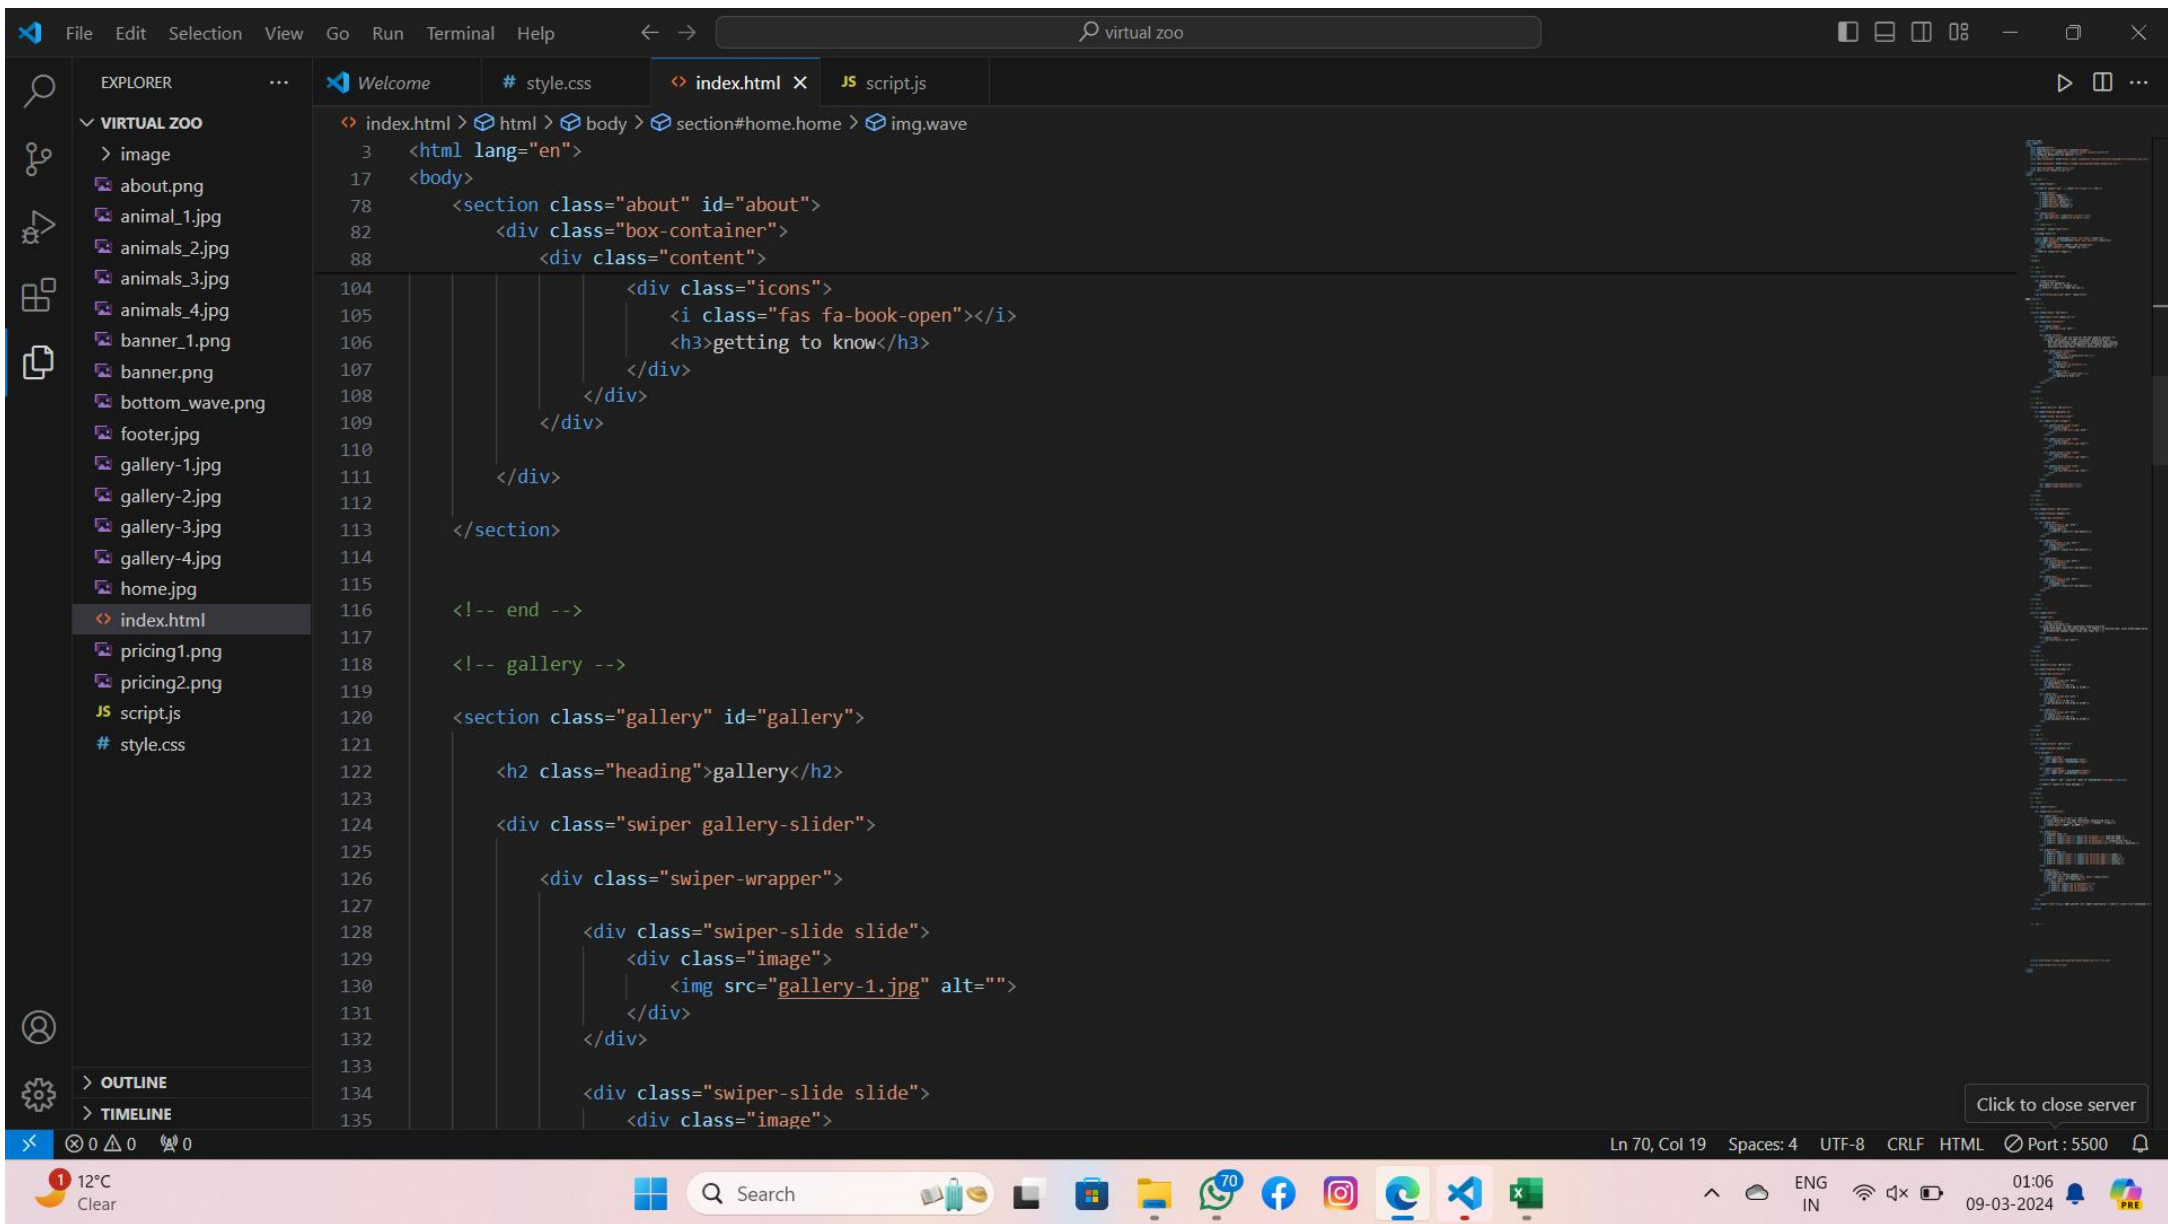 File Edit Selection View Go Run Terminal Help
virtual zoo
EXPLORER
Welcome
# style.css
index.html
JS script.js
VIRTUAL ZOO
image
about.png
animal_1.jpg
animals_2.jpg
animals_3.jpg
animals_4.jpg
banner_1.png
banner.png
bottom_wave.png
footer.jpg
gallery-1.jpg
gallery-2.jpg
gallery-3.jpg
gallery-4.jpg
home.jpg
index.html
pricing1.png
pricing2.png
JS script.js
# style.css
OUTLINE
TIMELINE
index.html > html > body > section#home.home > img.wave
3 <html lang="en">
17 <body>
78 <section class="about" id="about">
82 <div class="box-container">
88 <div class="content">
104 <div class="icons">
105 <i class="fas fa-book-open"></i>
106 <h3>getting to know</h3>
107 </div>
108 </div>
109 </div>
110
111 </div>
112
113 </section>
114
115
116 <!-- end -->
117
118 <!-- gallery -->
119
120 <section class="gallery" id="gallery">
121
122 <h2 class="heading">gallery</h2>
123
124 <div class="swiper gallery-slider">
125
126 <div class="swiper-wrapper">
127
128 <div class="swiper-slide slide">
129 <div class="image">
130 <img src="gallery-1.jpg" alt="">
131 </div>
132 </div>
133
134 <div class="swiper-slide slide">
135 <div class="image">
Click to close server
0 0 0
Ln 70, Col 19 Spaces: 4 UTF-8 CRLF HTML Port : 5500
1
12°C
Clear
Search
70
ENG
IN
01:06
09-03-2024
PRE